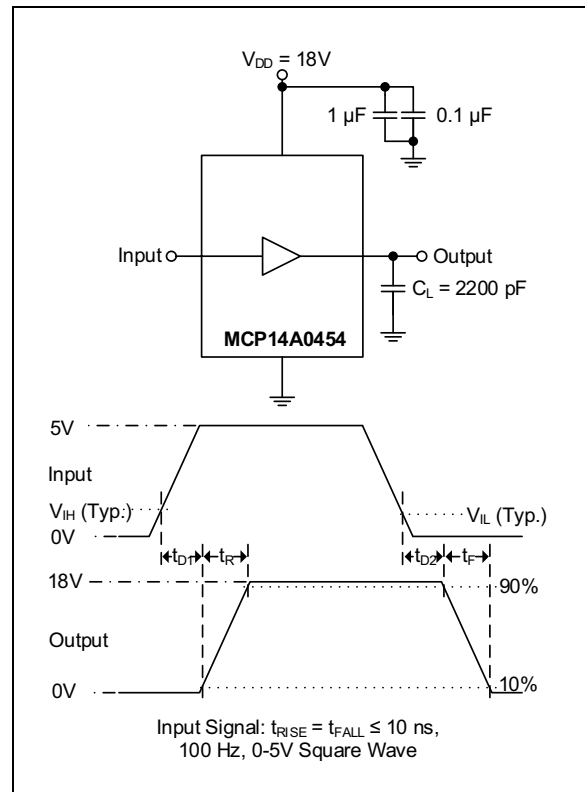 V_DD = 18V
1 µF 0.1 µF
Input Output
C_L = 2200 pF
MCP14A0454
5V
Input
V_IH (Typ.) V_IL (Typ.)
0V
t_D1 t_R t_D2 t_F
18V 90%
Output
0V 10%
Input Signal: t_RISE = t_FALL ≤ 10 ns,
100 Hz, 0-5V Square Wave